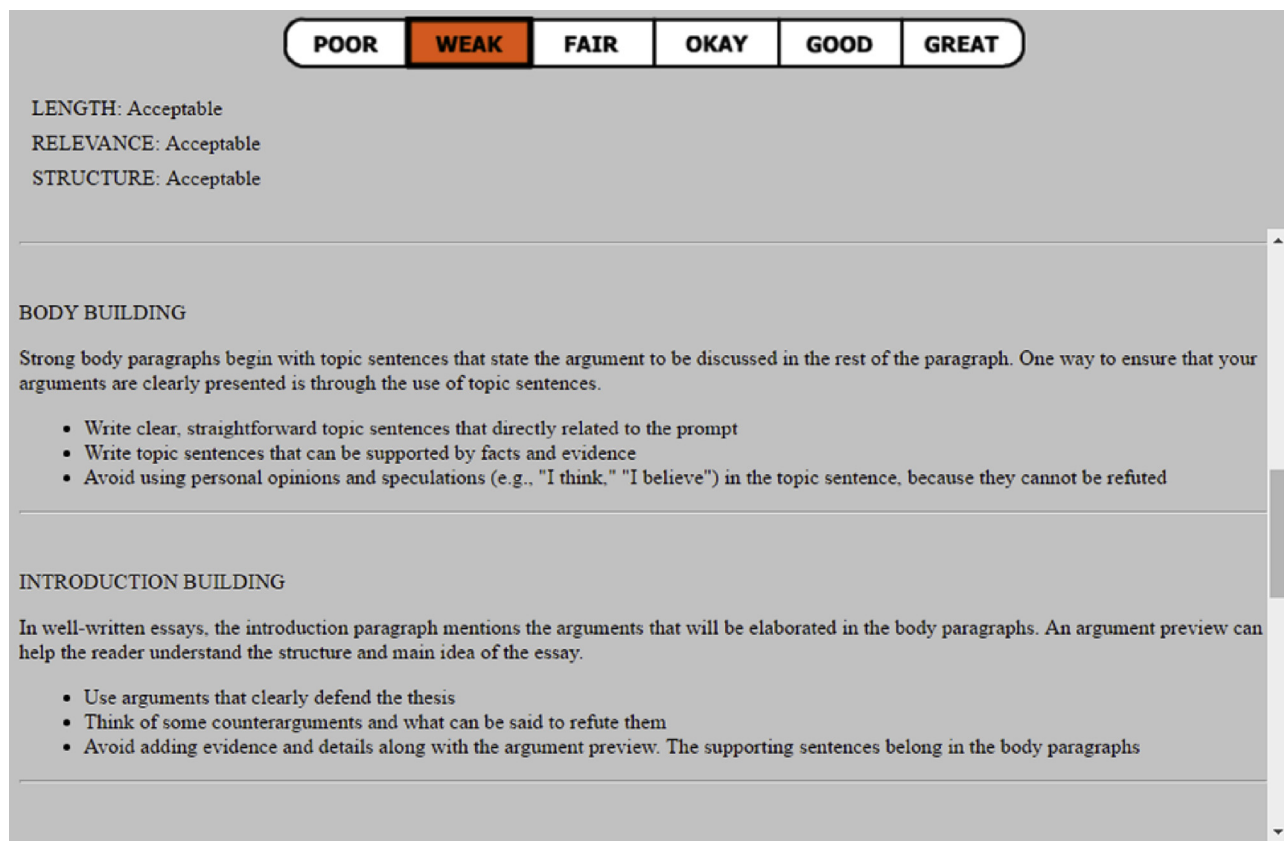 POOR WEAK FAIR OKAY GOOD GREAT
LENGTH: Acceptable
RELEVANCE: Acceptable
STRUCTURE: Acceptable
BODY BUILDING
Strong body paragraphs begin with topic sentences that state the argument to be discussed in the rest of the paragraph. One way to ensure that your
arguments are clearly presented is through the use of topic sentences.
• Write clear, straightforward topic sentences that directly related to the prompt
• Write topic sentences that can be supported by facts and evidence
• Avoid using personal opinions and speculations (e.g., "I think," "I believe") in the topic sentence, because they cannot be refuted
INTRODUCTION BUILDING
In well-written essays, the introduction paragraph mentions the arguments that will be elaborated in the body paragraphs. An argument preview can
help the reader understand the structure and main idea of the essay.
• Use arguments that clearly defend the thesis
• Think of some counterarguments and what can be said to refute them
• Avoid adding evidence and details along with the argument preview. The supporting sentences belong in the body paragraphs